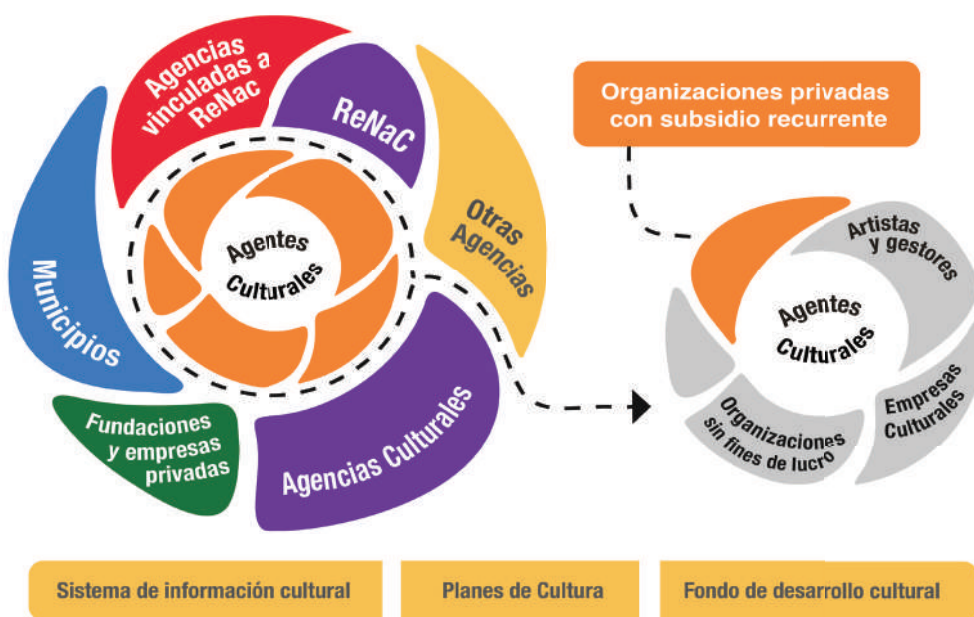 Agencias
vinculadas a
ReNac
ReNaC
Otras
Agencias
Municipios
Agentes
Culturales
Fundaciones
y empresas
privadas
Agencias Culturales
Organizaciones privadas
con subsidio recurrente
Artistas
y gestores
Agentes
Culturales
Organizaciones
sin fines de lucro
Empresas
Culturales
Sistema de información cultural
Planes de Cultura
Fondo de desarrollo cultural